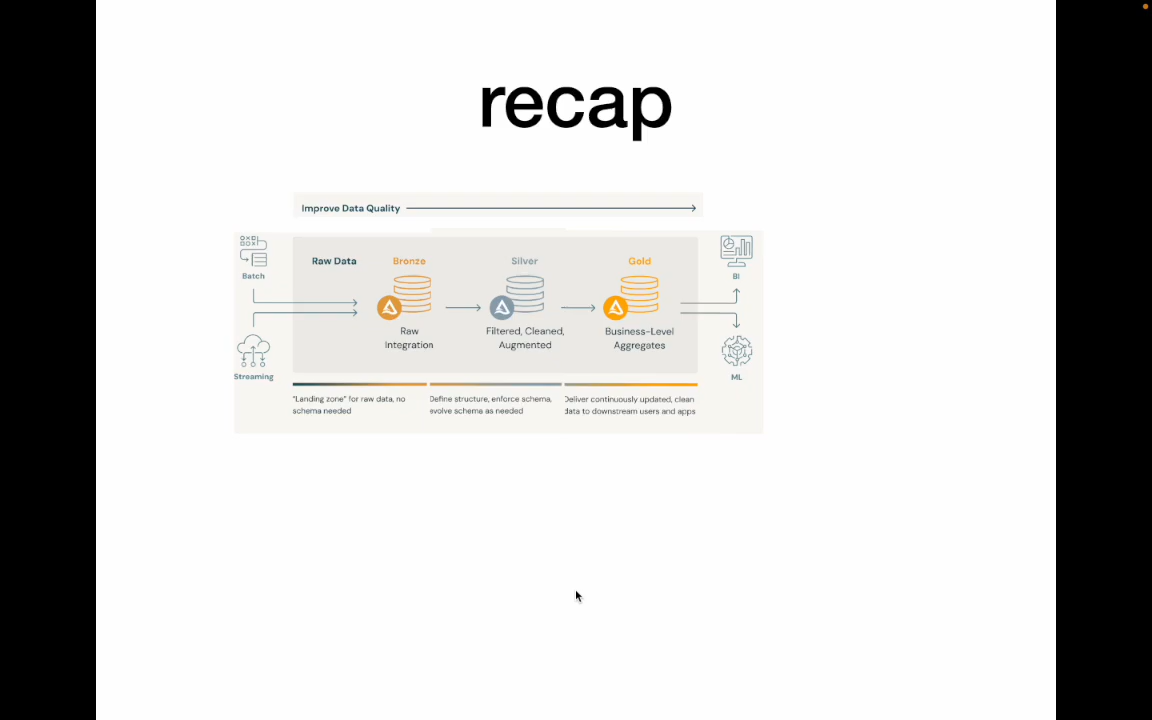 recap
Improve Data Quality
Raw Data
Bronze
Silver
Gold
Batch
BI
Raw
Integration
Filtered, Cleaned,
Augmented
Business-Level
Aggregates
Streaming
ML
"Landing zone" for raw data, no
schema needed
Define structure, enforce schema,
evolve schema as needed
Deliver continuously updated, clean
data to downstream users and apps